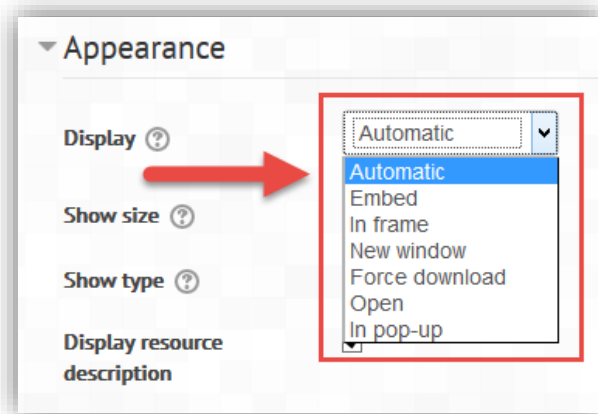 Appearance
Display
Automatic
Automatic
Embed
In frame
New window
Force download
Open
In pop-up
Show size
Show type
Display resource
description